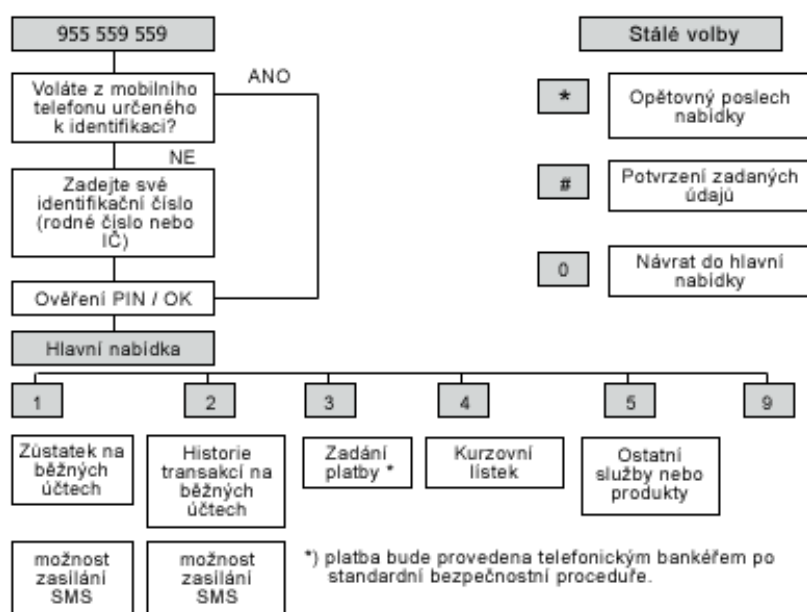 955 559 559
Voláte z mobilního
telefonu určeného
k identifikaci?
ANO
NE
Zadejte své
identifikační číslo
(rodné číslo nebo
IČ)
Ověření PIN / OK
Hlavní nabídka
Stálé volby
*
Opětovný poslech
nabídky
#
Potvrzení zadaných
údajů
0
Návrat do hlavní
nabídky
1
Zůstatek na
běžných
účtech
možnost
zasílání
SMS
2
Historie
transakcí na
běžných
účtech
možnost
zasílání
SMS
3
Zadání
platby *
4
Kurzovní
lístek
5
Ostatní
služby nebo
produkty
9
*) platba bude provedena telefonickým bankéřem po
standardní bezpečnostní proceduře.